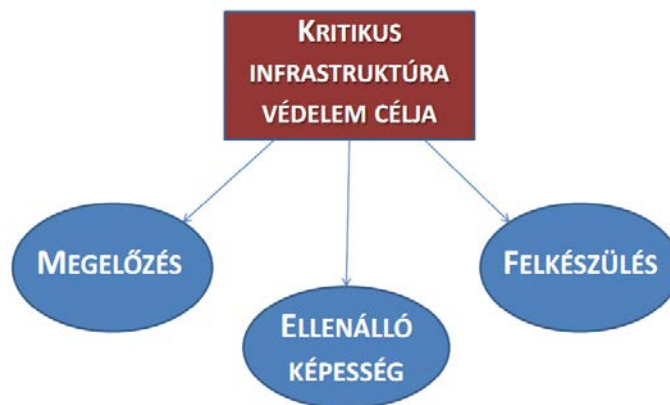 KRITIKUS
INFRASTRUKTÚRA
VÉDELEM CÉLJA
MEGELŐZÉS
FELKÉSZÜLÉS
ELLENÁLLÓ
KÉPESSÉG